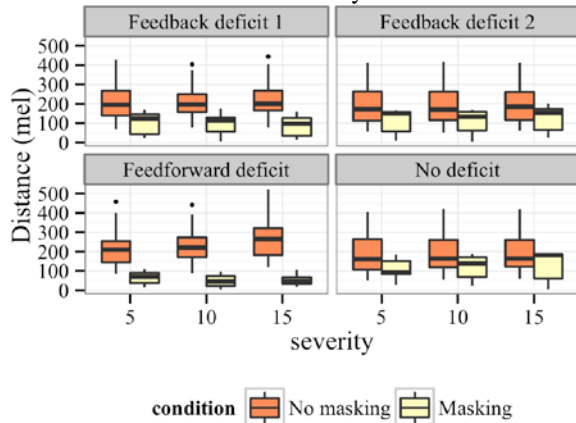 Feedback deficit 1 Feedback deficit 2
500
400
300
200
100
0
Feedforward deficit No deficit
500
400
300
200
100
0
Distance (mel)
5 10 15 5 10 15
severity
condition No masking Masking